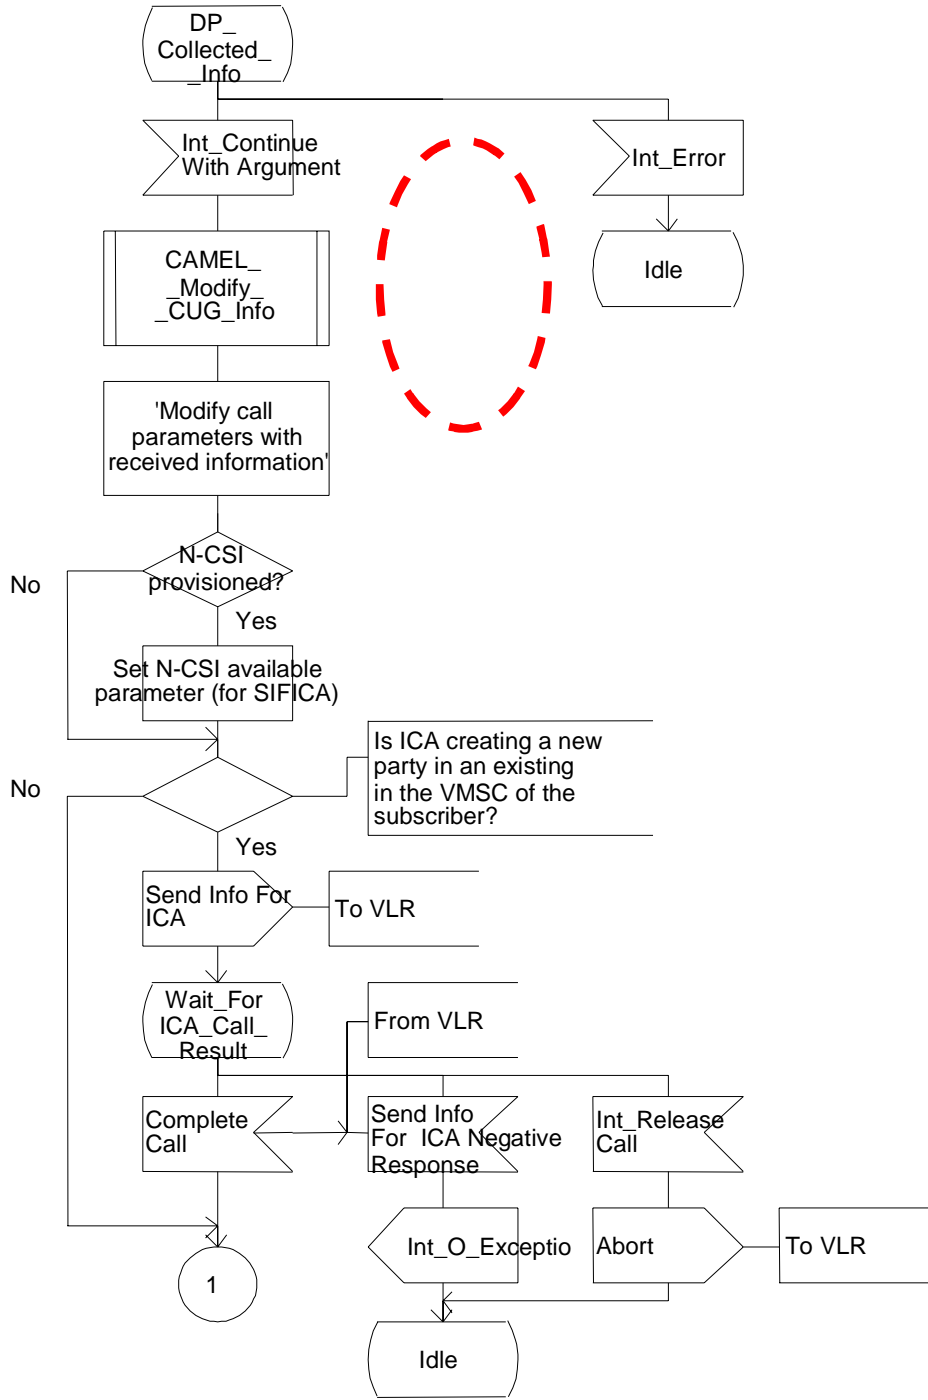 DP_
Collected_
_Info
Int_Continue
With Argument
Int_Error
CAMEL_
_Modify_
_CUG_Info
Idle
'Modify call
parameters with
received information'
N-CSI
provisioned?
No
Yes
Set N-CSI available
parameter (for SIFICA)
Is ICA creating a new
party in an existing
in the VMSC of the
subscriber?
No
Yes
Send Info For
ICA
To VLR
Wait_For
ICA_Call_
Result
From VLR
Complete
Call
Send Info
For ICA Negative
Response
Int_Release
Call
Int_O_Exceptio
Abort
To VLR
1
Idle